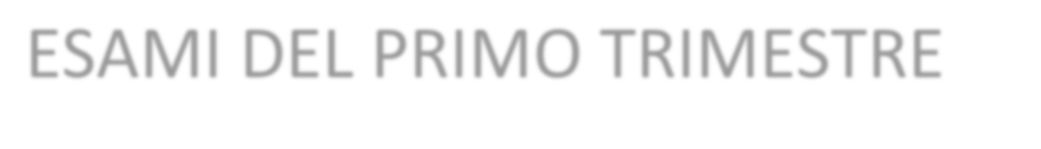 ESAMI DEL PRIMO TRIMESTRE